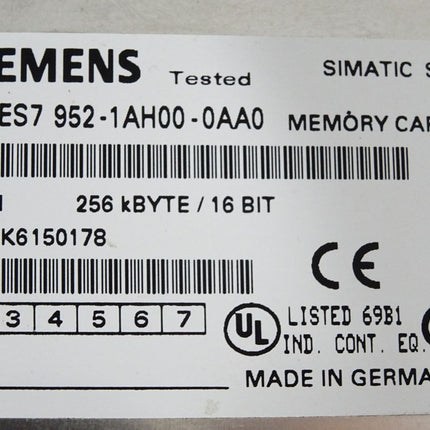 EMENS Tested SIMATIC S
ES7 952-1AH00-0AA0 MEMORY CAR
256 kBYTE / 16 BIT
K6150178
3 4 5 6 7
UL LISTED 69B1
IND. CONT. EQ.
CE
MADE IN GERMA